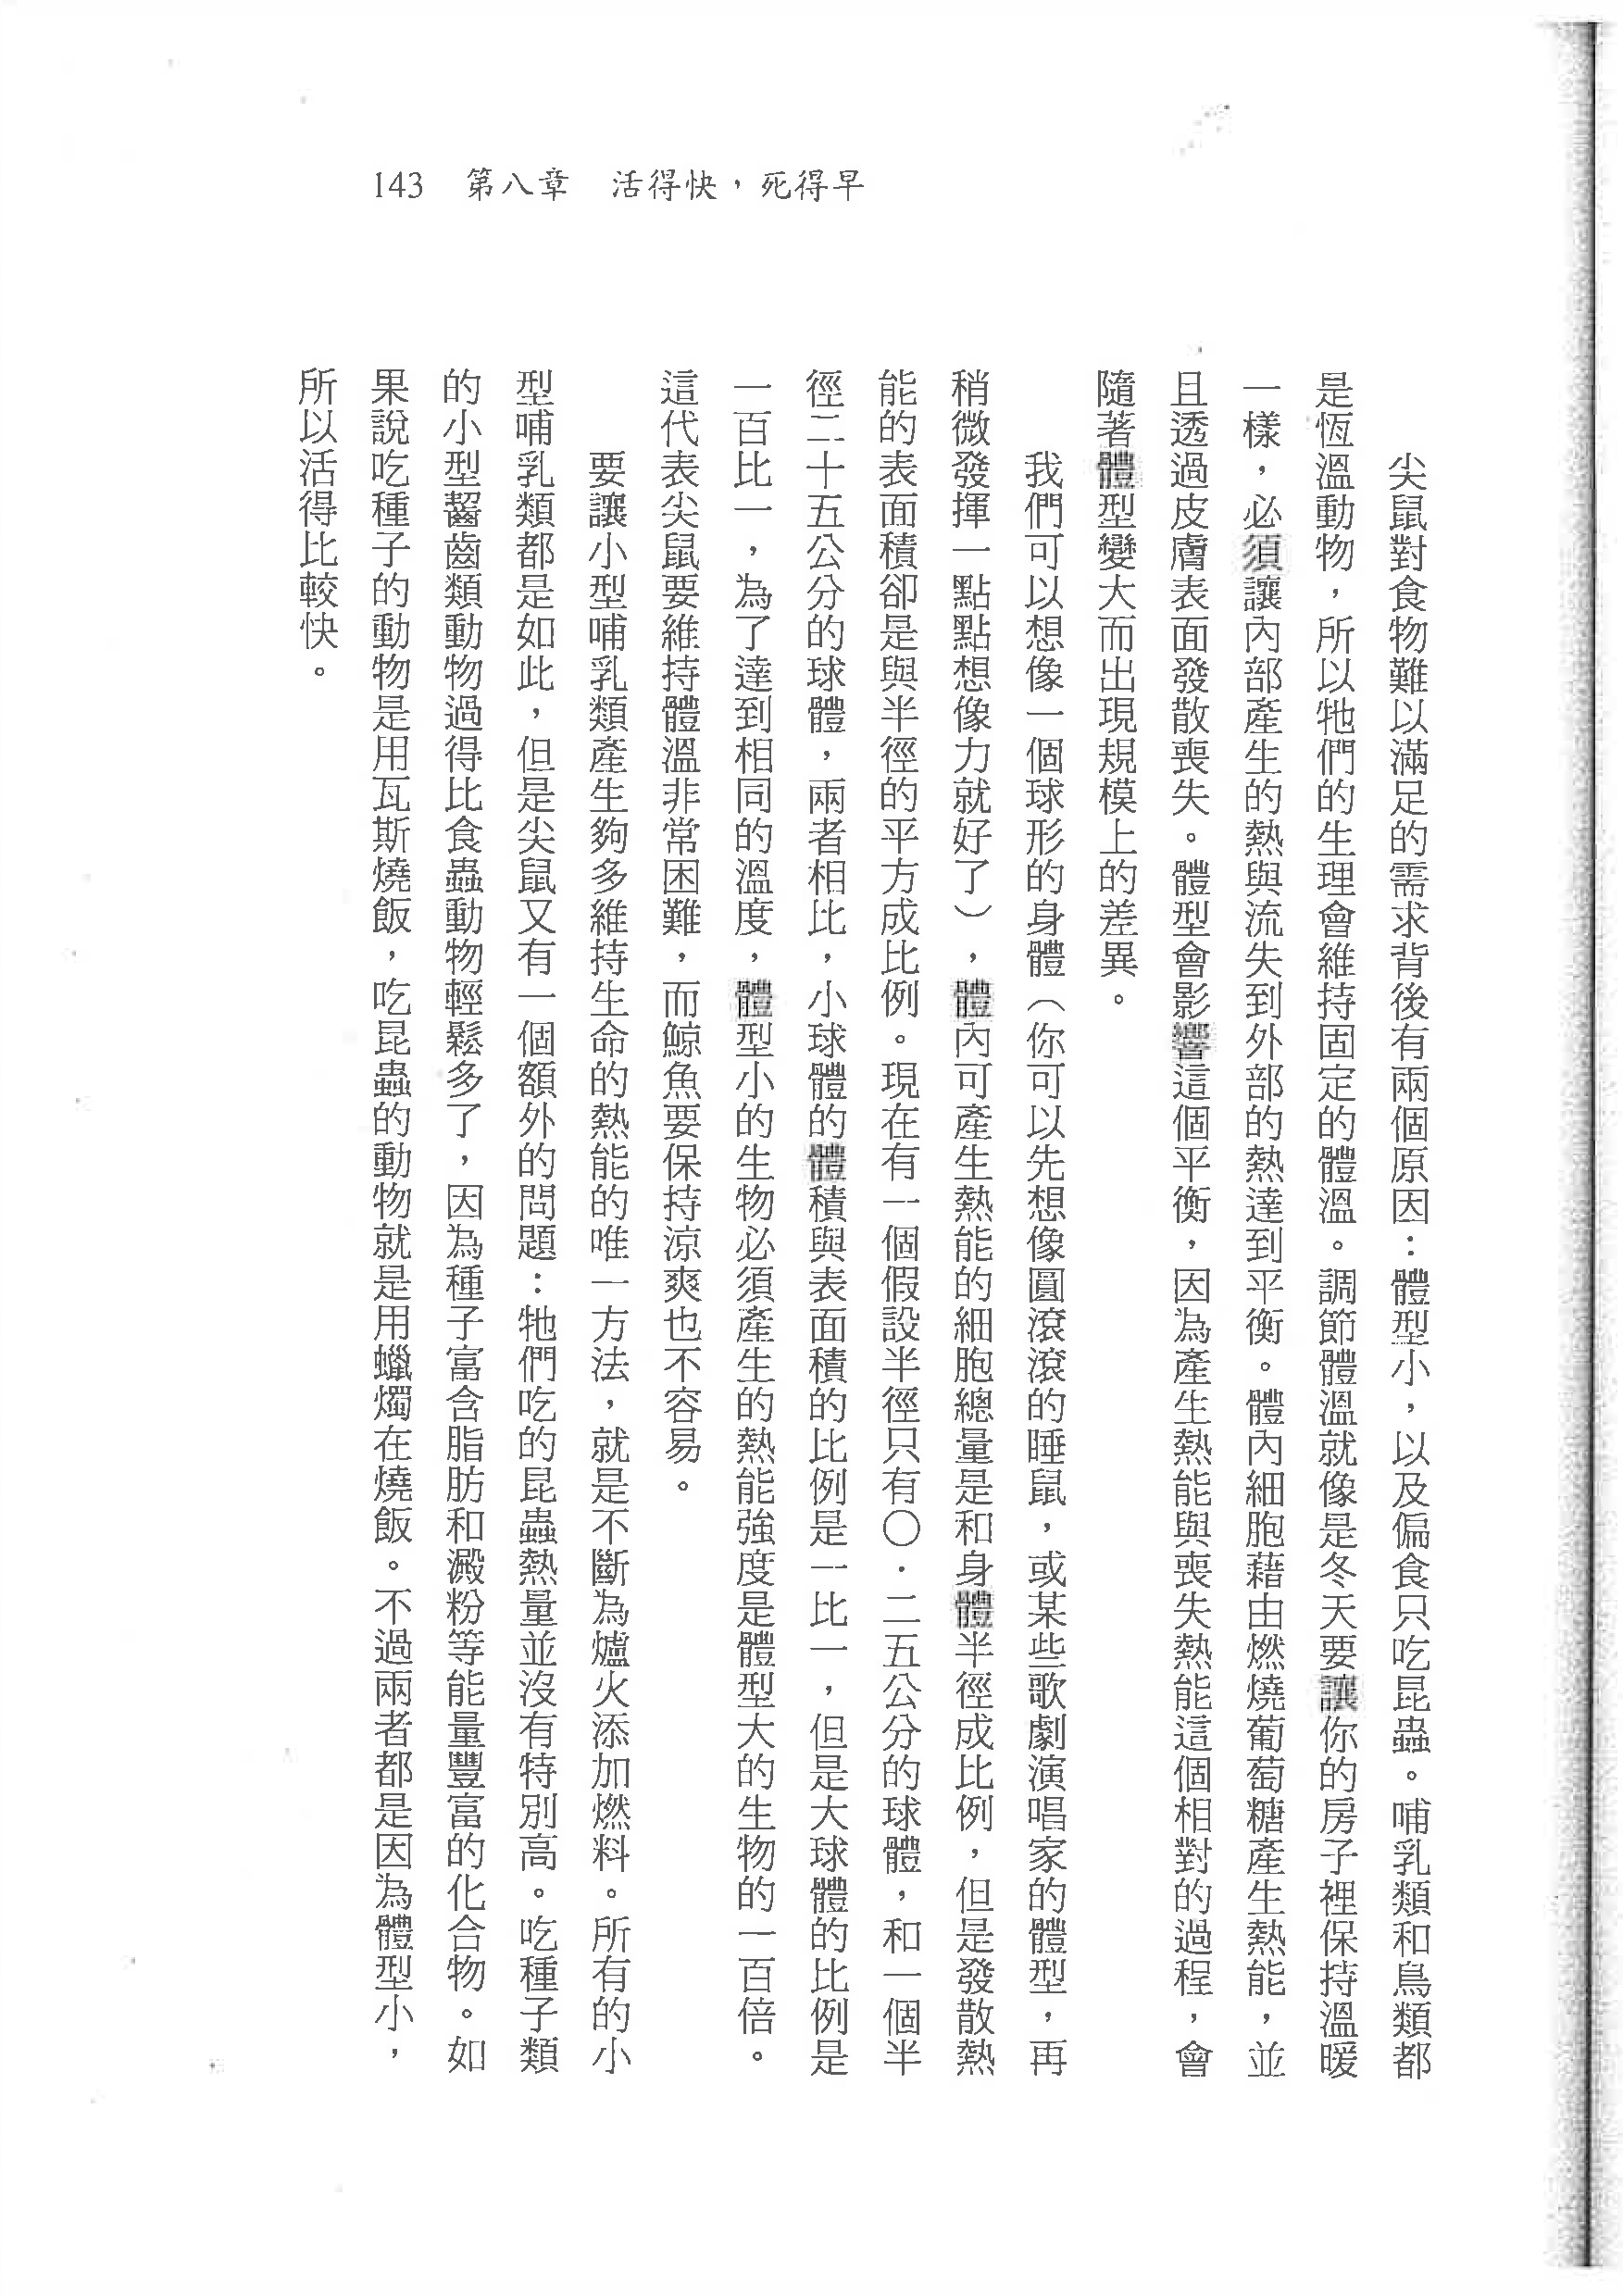 143　第八章　活得快，死得早
尖鼠對食物難以滿足的需求背後有兩個原因：體型小，以及偏食只吃昆蟲。哺乳類和鳥類都
是恆溫動物，所以牠們的生理會維持固定的體溫。調節體溫就像是冬天要讓你的房子裡保持溫暖
一樣，必須讓內部產生的熱與流失到外部的熱達到平衡。體內細胞藉由燃燒葡萄糖產生熱能，並
且透過皮膚表面發散喪失。體型會影響這個平衡，因為產生熱能與喪失熱能這個相對的過程，會
隨著體型變大而出現規模上的差異。
我們可以想像一個球形的身體（你可以先想像圓滾滾的睡鼠，或某些歌劇演唱家的體型，再
稍微發揮一點點想像力就好了），體內可產生熱能的細胞總量是和身體半徑成比例，但是發散熱
能的表面積卻是與半徑的平方成比例。現在有一個假設半徑只有〇．二五公分的球體，和一個半
徑二十五公分的球體，兩者相比，小球體的體積與表面積的比例是一比一，但是大球體的比例是
一百比一，為了達到相同的溫度，體型小的生物必須產生的熱能強度是體型大的生物的一百倍。
這代表尖鼠要維持體溫非常困難，而鯨魚要保持涼爽也不容易。
要讓小型哺乳類產生夠多維持生命的熱能的唯一方法，就是不斷為爐火添加燃料。所有的小
型哺乳類都是如此，但是尖鼠又有一個額外的問題：牠們吃的昆蟲熱量並沒有特別高。吃種子類
的小型齧齒類動物過得比食蟲動物輕鬆多了，因為種子富含脂肪和澱粉等能量豐富的化合物。如
果說吃種子的動物是用瓦斯燒飯，吃昆蟲的動物就是用蠟燭在燒飯。不過兩者都是因為體型小，
所以活得比較快。